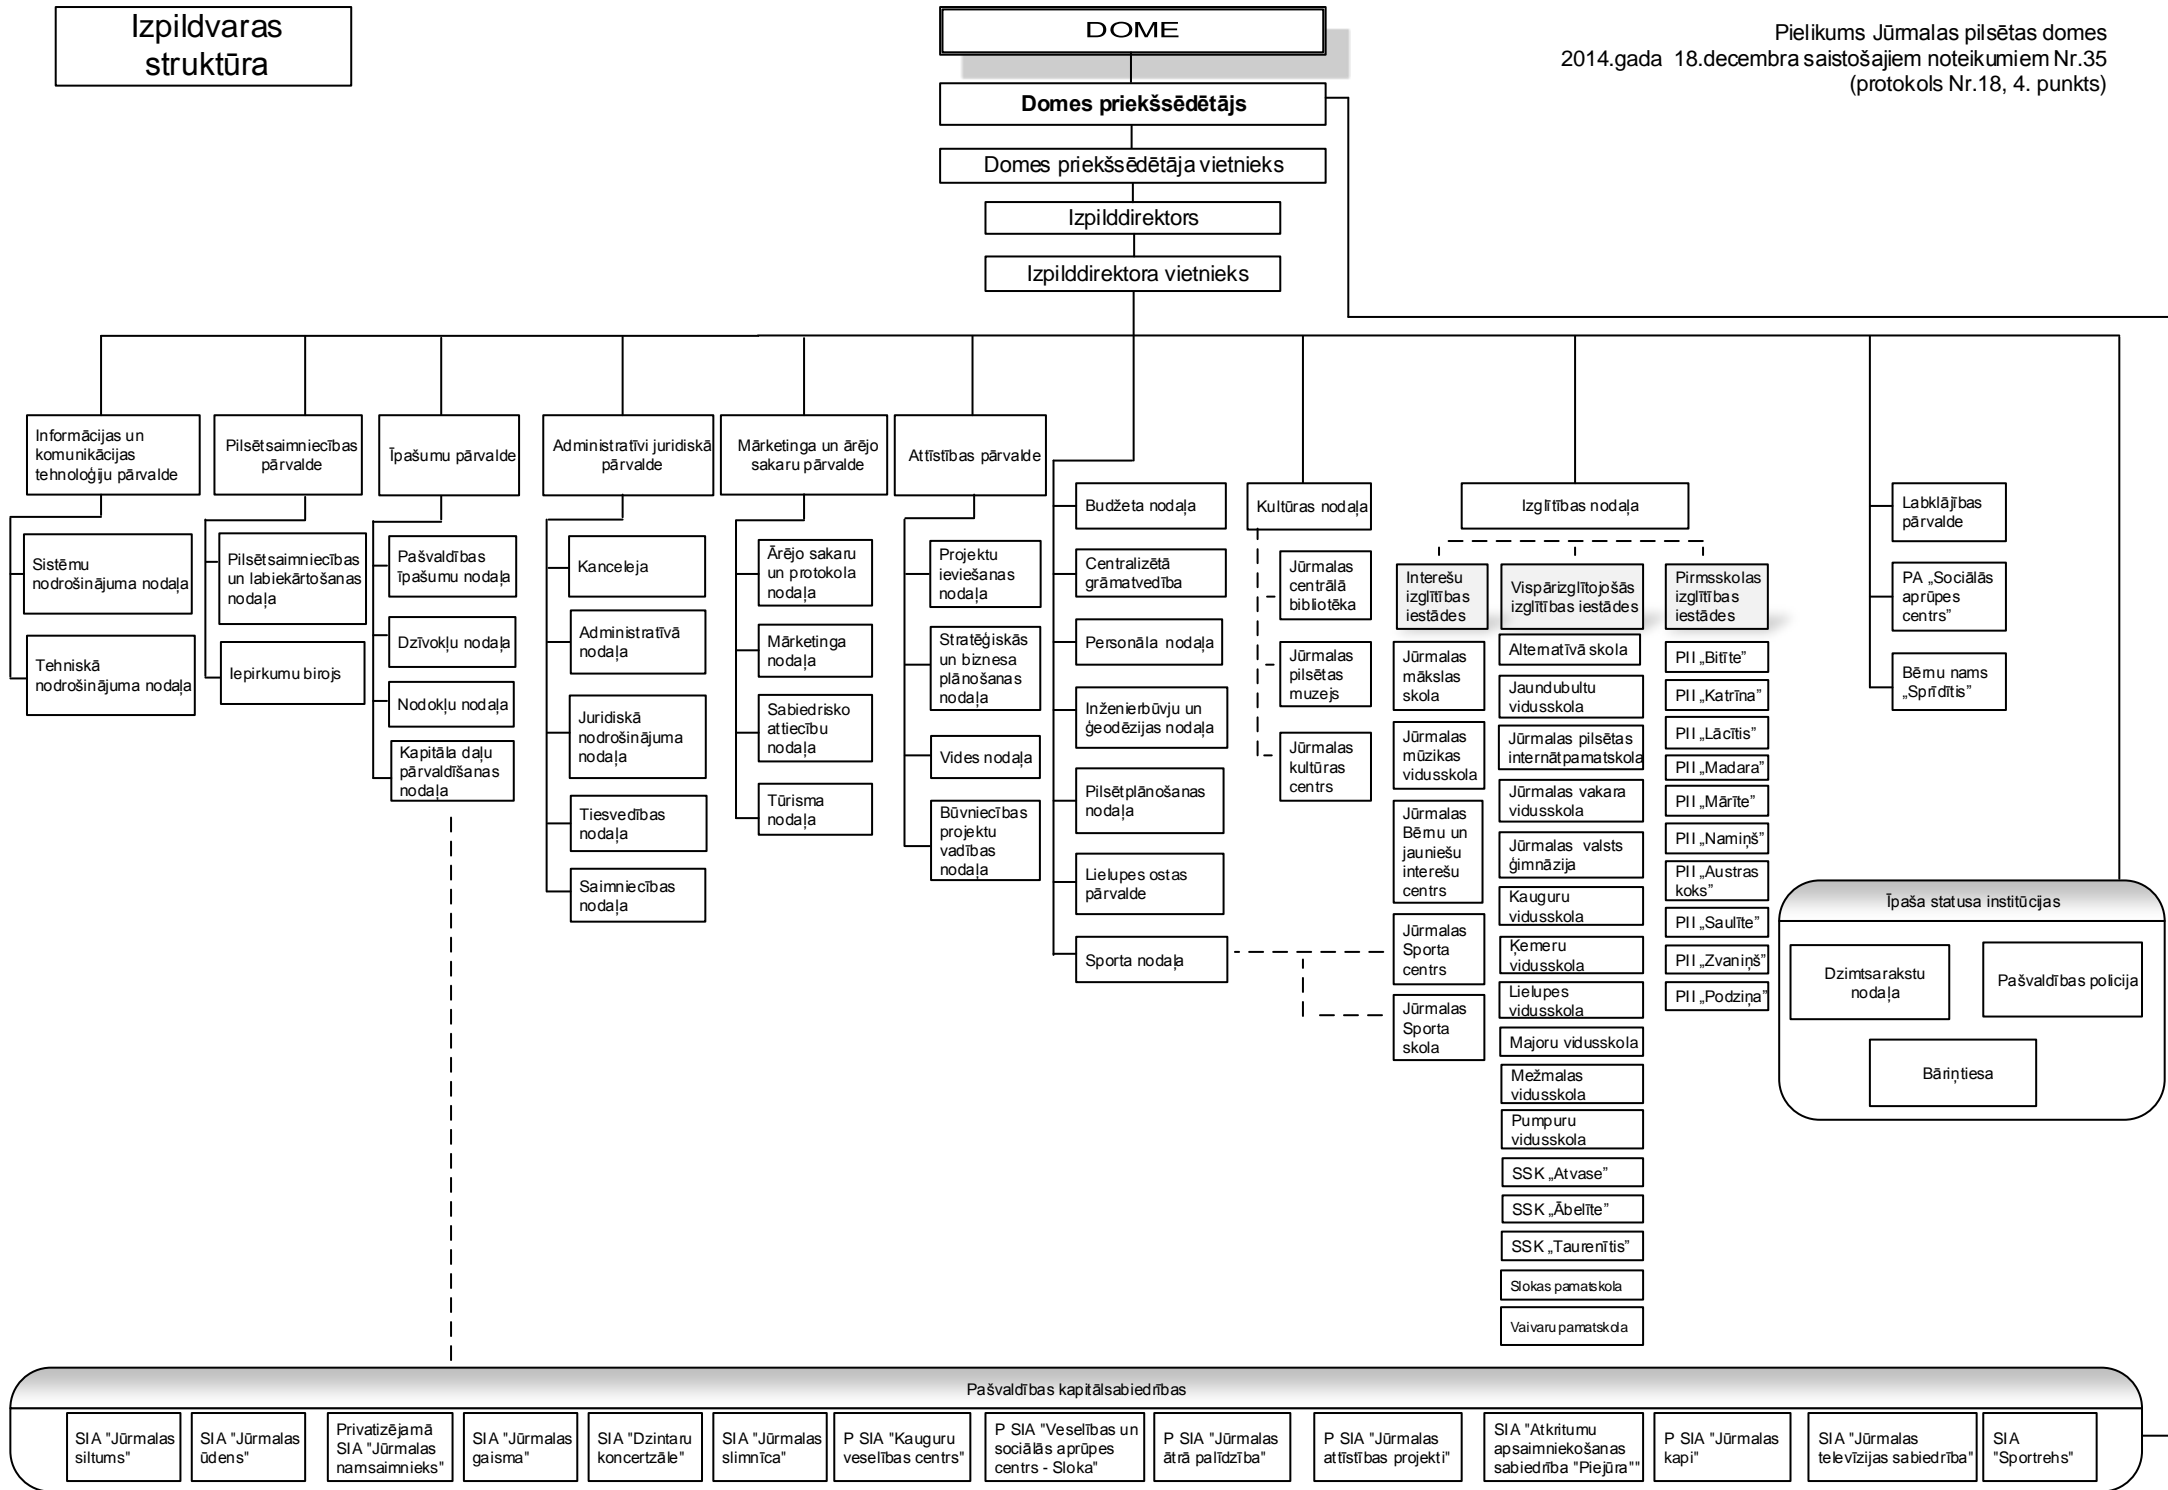 Izpildvaras
struktūra
DOME
Pielikums Jūrmalas pilsētas domes
2014.gada 18.decembra saistošajiem noteikumiem Nr.35
(protokols Nr.18, 4. punkts)
Domes priekšsēdētājs
Domes priekšsēdētāja vietnieks
Izpilddirektors
Izpilddirektora vietnieks
Informācijas un
komunikācijas
tehnoloģiju pārvalde
Sistēmu
nodrošinājuma nodaļa
Tehniskā
nodrošinājuma nodaļa
Pilsētsaimniecības
pārvalde
Pilsētsaimniecības
un labiekārtošanas
nodaļa
Iepirkumu birojs
Īpašumu pārvalde
Pašvaldības
īpašumu nodaļa
Dzīvokļu nodaļa
Nodokļu nodaļa
Kapitāla daļu
pārvaldīšanas
nodaļa
Administratīvi juridiskā
pārvalde
Kanceleja
Administratīvā
nodaļa
Juridiskā
nodrošinājuma
nodaļa
Tiesvedības
nodaļa
Saimniecības
nodaļa
Mārketinga un ārējo
sakaru pārvalde
Ārējo sakaru
un protokola
nodaļa
Mārketinga
nodaļa
Sabiedrisko
attiecību
nodaļa
Tūrisma
nodaļa
Attīstības pārvalde
Projektu
ieviešanas
nodaļa
Stratēģiskās
un biznesa
plānošanas
nodaļa
Vides nodaļa
Būvniecības
projektu
vadības
nodaļa
Budžeta nodaļa
Centralizētā
grāmatvedība
Personāla nodaļa
Inženierbūvju un
ģeodēzijas nodaļa
Pilsētplānošanas
nodaļa
Lielupes ostas
pārvalde
Sporta nodaļa
Kultūras nodaļa
Jūrmalas
centrālā
bibliotēka
Jūrmalas
pilsētas
muzejs
Jūrmalas
kultūras
centrs
Izglītības nodaļa
Interešu
izglītības
iestādes
Jūrmalas
mākslas
skola
Jūrmalas
mūzikas
vidusskola
Jūrmalas
Bērnu un
jauniešu
interešu
centrs
Jūrmalas
Sporta
centrs
Jūrmalas
Sporta
skola
Vispārizglītojošās
izglītības iestādes
Alternatīvā skola
Jaundubultu
vidusskola
Jūrmalas pilsētas
internātpamatskola
Jūrmalas vakara
vidusskola
Jūrmalas valsts
ģimnāzija
Kauguru
vidusskola
Ķemeru
vidusskola
Lielupes
vidusskola
Majoru vidusskola
Mežmalas
vidusskola
Pumpuru
vidusskola
SSK „Atvase”
SSK „Ābelīte”
SSK „Taurenītis”
Slokas pamatskola
Vaivaru pamatskola
Pirmsskolas
izglītības
iestādes
PII „Bitīte”
PII „Katrīna”
PII „Lācītis”
PII „Madara”
PII „Mārīte”
PII „Namiņš”
PII „Austras
koks”
PII „Saulīte”
PII „Zvaniņš”
PII „Podziņa”
Labklājības
pārvalde
PA „Sociālās
aprūpes
centrs”
Bērnu nams
„Sprīdītis”
Īpaša statusa institūcijas
Dzimtsarakstu
nodaļa
Pašvaldības policija
Bāriņtiesa
Pašvaldības kapitālsabiedrības
SIA "Jūrmalas
siltums"
SIA "Jūrmalas
ūdens"
Privatizējamā
SIA "Jūrmalas
namsaimnieks"
SIA "Jūrmalas
gaisma"
SIA "Dzintaru
koncertzāle"
SIA "Jūrmalas
slimnīca"
P SIA "Kauguru
veselības centrs"
P SIA "Veselības un
sociālās aprūpes
centrs - Sloka"
P SIA "Jūrmalas
ātrā palīdzība"
P SIA "Jūrmalas
attīstības projekti"
SIA "Atkritumu
apsaimniekošanas
sabiedrība "Piejūra""
P SIA "Jūrmalas
kapi"
SIA "Jūrmalas
televīzijas sabiedrība"
SIA
"Sportrehs"